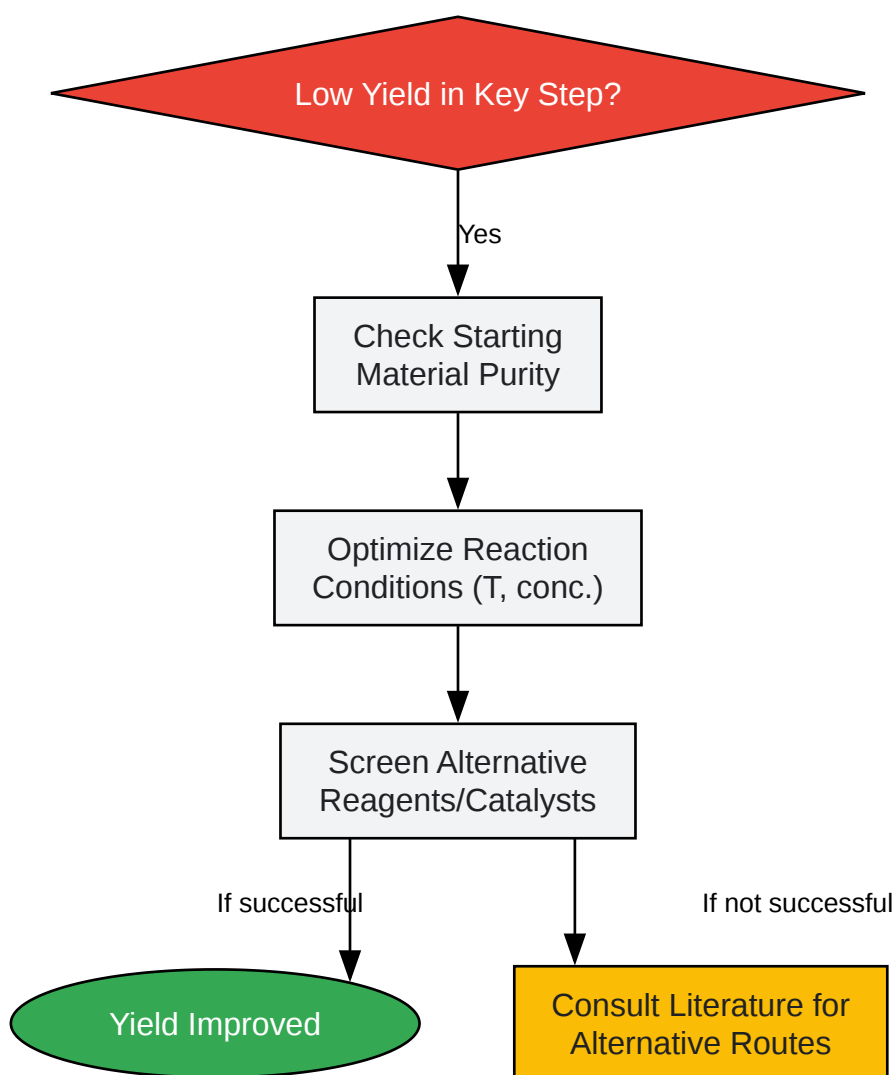 Low Yield in Key Step?
Yes
Check Starting
Material Purity
Optimize Reaction
Conditions (T, conc.)
Screen Alternative
Reagents/Catalysts
If successful
If not successful
Yield Improved
Consult Literature for
Alternative Routes